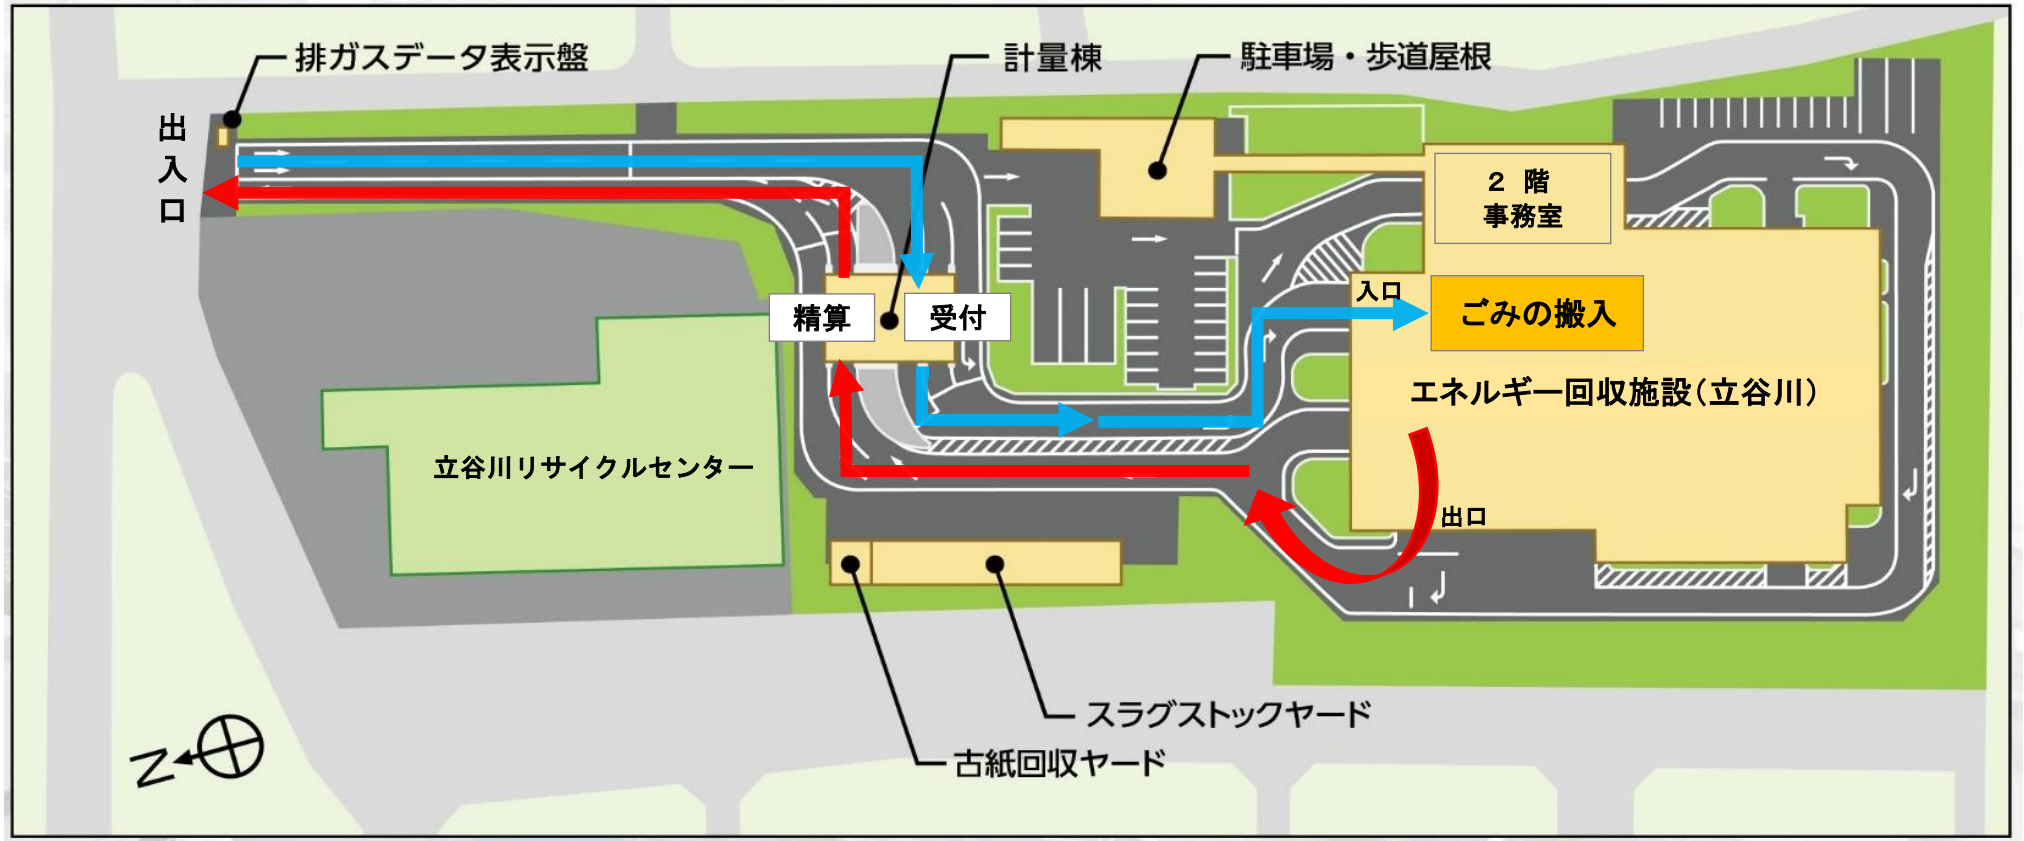 排ガスデータ表示盤
計量棟
駐車場・歩道屋根
出入口
２ 階
事務室
精算
受付
入口
ごみの搬入
エネルギー回収施設（立谷川）
立谷川リサイクルセンター
出口
スラグストックヤード
古紙回収ヤード
N